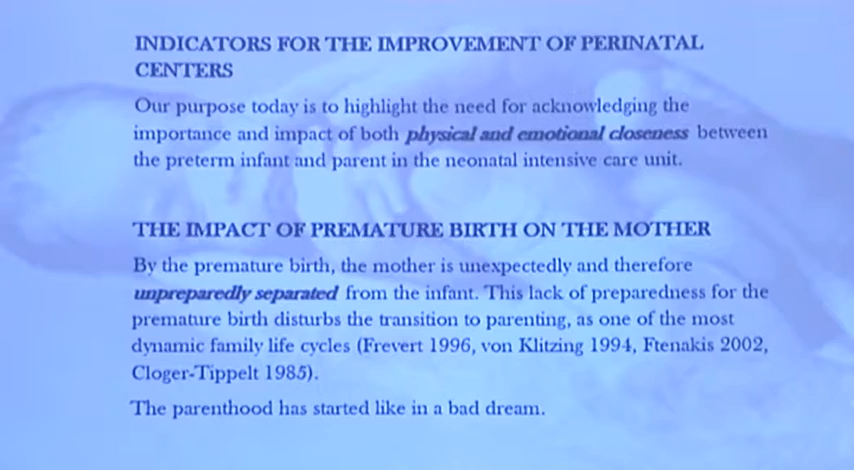 INDICATORS FOR THE IMPROVEMENT OF PERINATAL
CENTERS
Our purpose today is to highlight the need for acknowledging the
importance and impact of both physical and emotional closeness between
the preterm infant and parent in the neonatal intensive care unit.
THE IMPACT OF PREMATURE BIRTH ON THE MOTHER
By the premature birth, the mother is unexpectedly and therefore
unpreparedly separated from the infant. This lack of preparedness for the
premature birth disturbs the transition to parenting, as one of the most
dynamic family life cycles (Frevert 1996, von Klitzing 1994, Ftenakis 2002,
Cloger-Tippelt 1985).
The parenthood has started like in a bad dream.